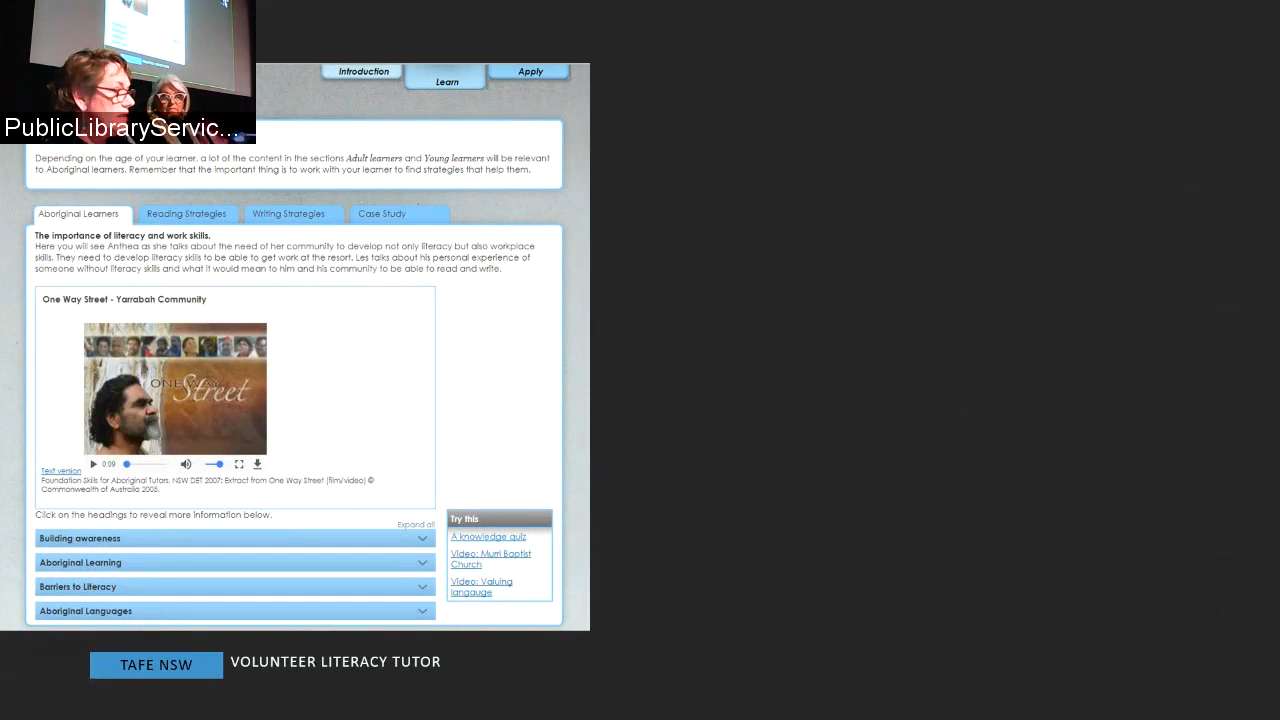 PublicLibraryServic...
Introduction
Learn
Apply
Depending on the age of your learner, a lot of the content in the sections Adult learners and Young learners will be relevant
to Aboriginal learners. Remember that the important thing is to work with your learner to find strategies that help them.
Aboriginal Learners
Reading Strategies
Writing Strategies
Case Study
The importance of literacy and work skills.
Here you will see Anthea as she talks about the need of her community to develop not only literacy but also workplace
skills. They need to develop literacy skills to be able to get work at the resort. Les talks about his personal experience of
someone without literacy skills and what it would mean to him and his community to be able to read and write.
One Way Street - Yarrabah Community
ONE WAY
Street
0:09
Text version
Foundation Skills for Aboriginal Tutors, NSW DET 2007: Extract from One Way Street (film/video) ©
Commonwealth of Australia 2005.
Click on the headings to reveal more information below.
Expand all
Building awareness
Aboriginal Learning
Barriers to Literacy
Aboriginal Languages
Try this
A knowledge quiz
Video: Murri Baptist
Church
Video: Valuing
langauge
TAFE NSW
VOLUNTEER LITERACY TUTOR